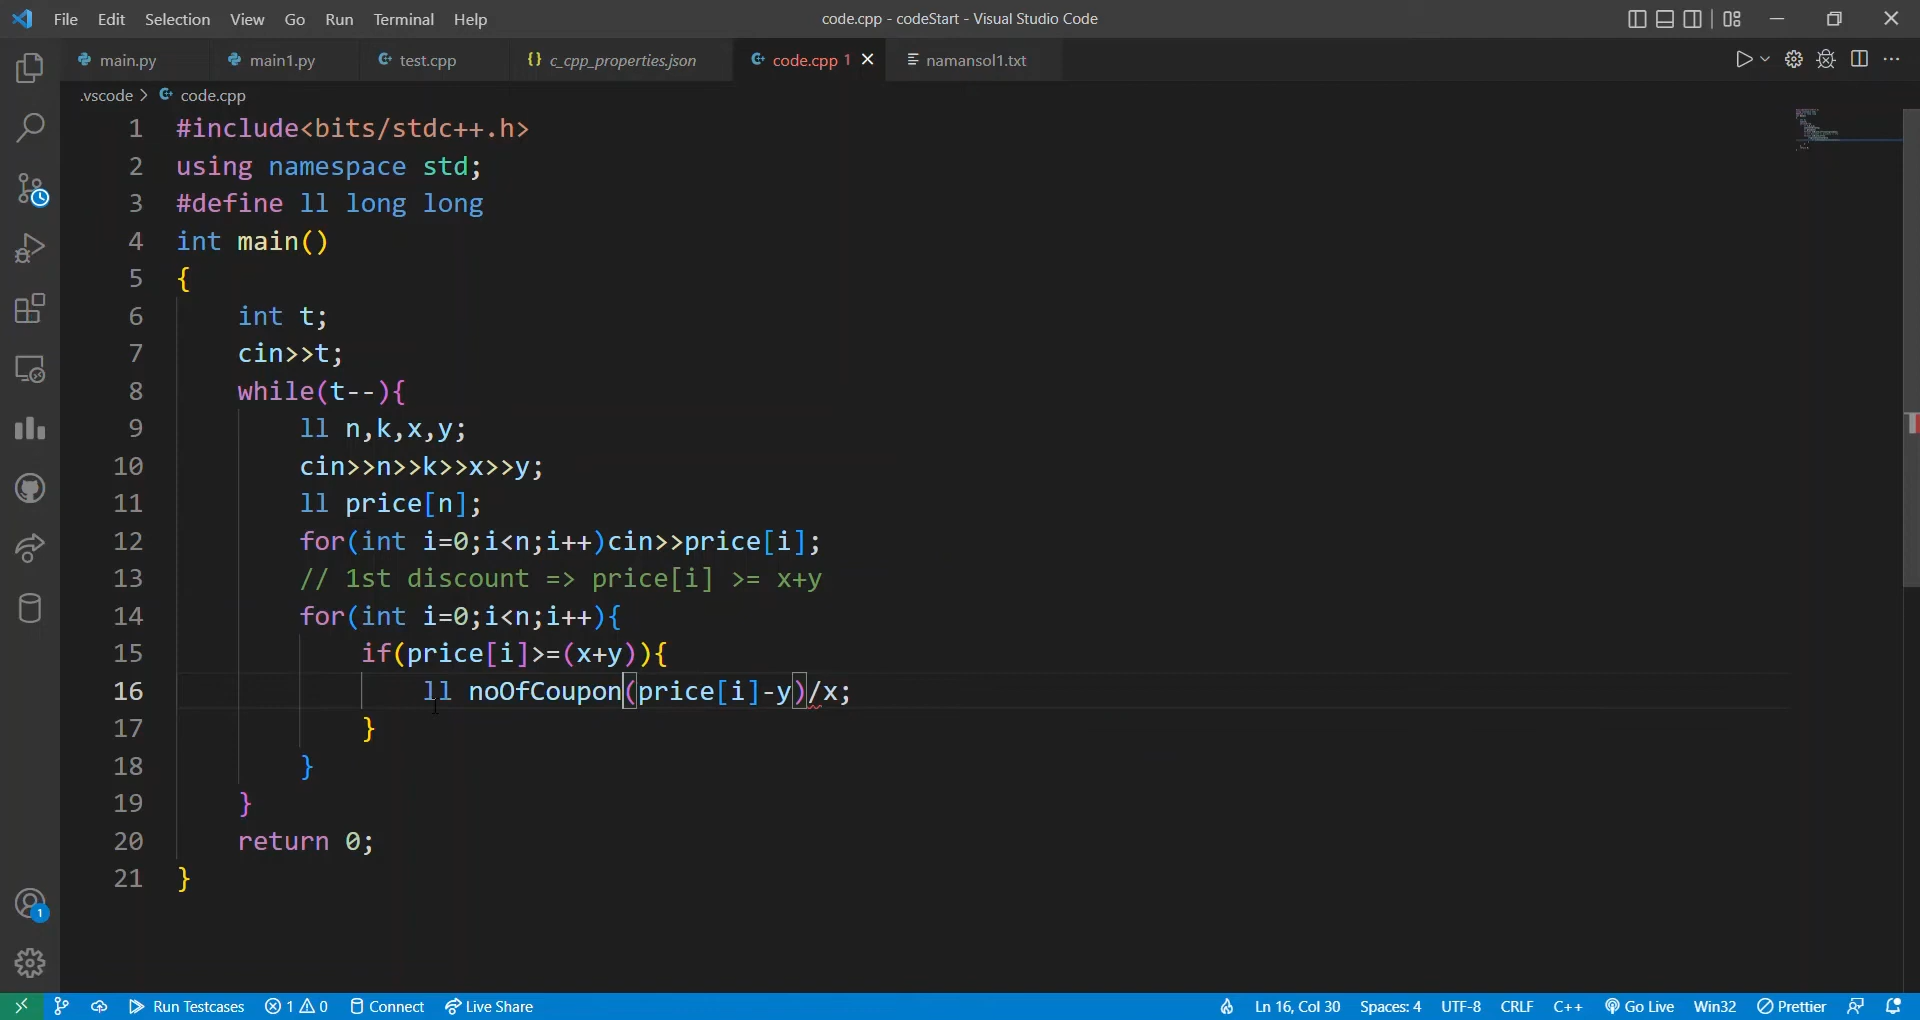 File Edit Selection View Go Run Terminal Help
code.cpp - codeStart - Visual Studio Code
main.py main1.py test.cpp {} c_cpp_properties.json code.cpp 1 namansol1.txt
.vscode > code.cpp
1 #include<bits/stdc++.h>
2 using namespace std;
3 #define ll long long
4 int main()
5 {
6 int t;
7 cin>>t;
8 while(t--){
9 ll n,k,x,y;
10 cin>>n>>k>>x>>y;
11 ll price[n];
12 for(int i=0;i<n;i++)cin>>price[i];
13 // 1st discount => price[i] >= x+y
14 for(int i=0;i<n;i++){
15 if(price[i]>=(x+y)){
16 ll noOfCoupon(price[i]-y)/x;
17 }
18 }
19 }
20 return 0;
21 }
1
Run Testcases 1 0 Connect Live Share Ln 16, Col 30 Spaces: 4 UTF-8 CRLF C++ Go Live Win32 Prettier